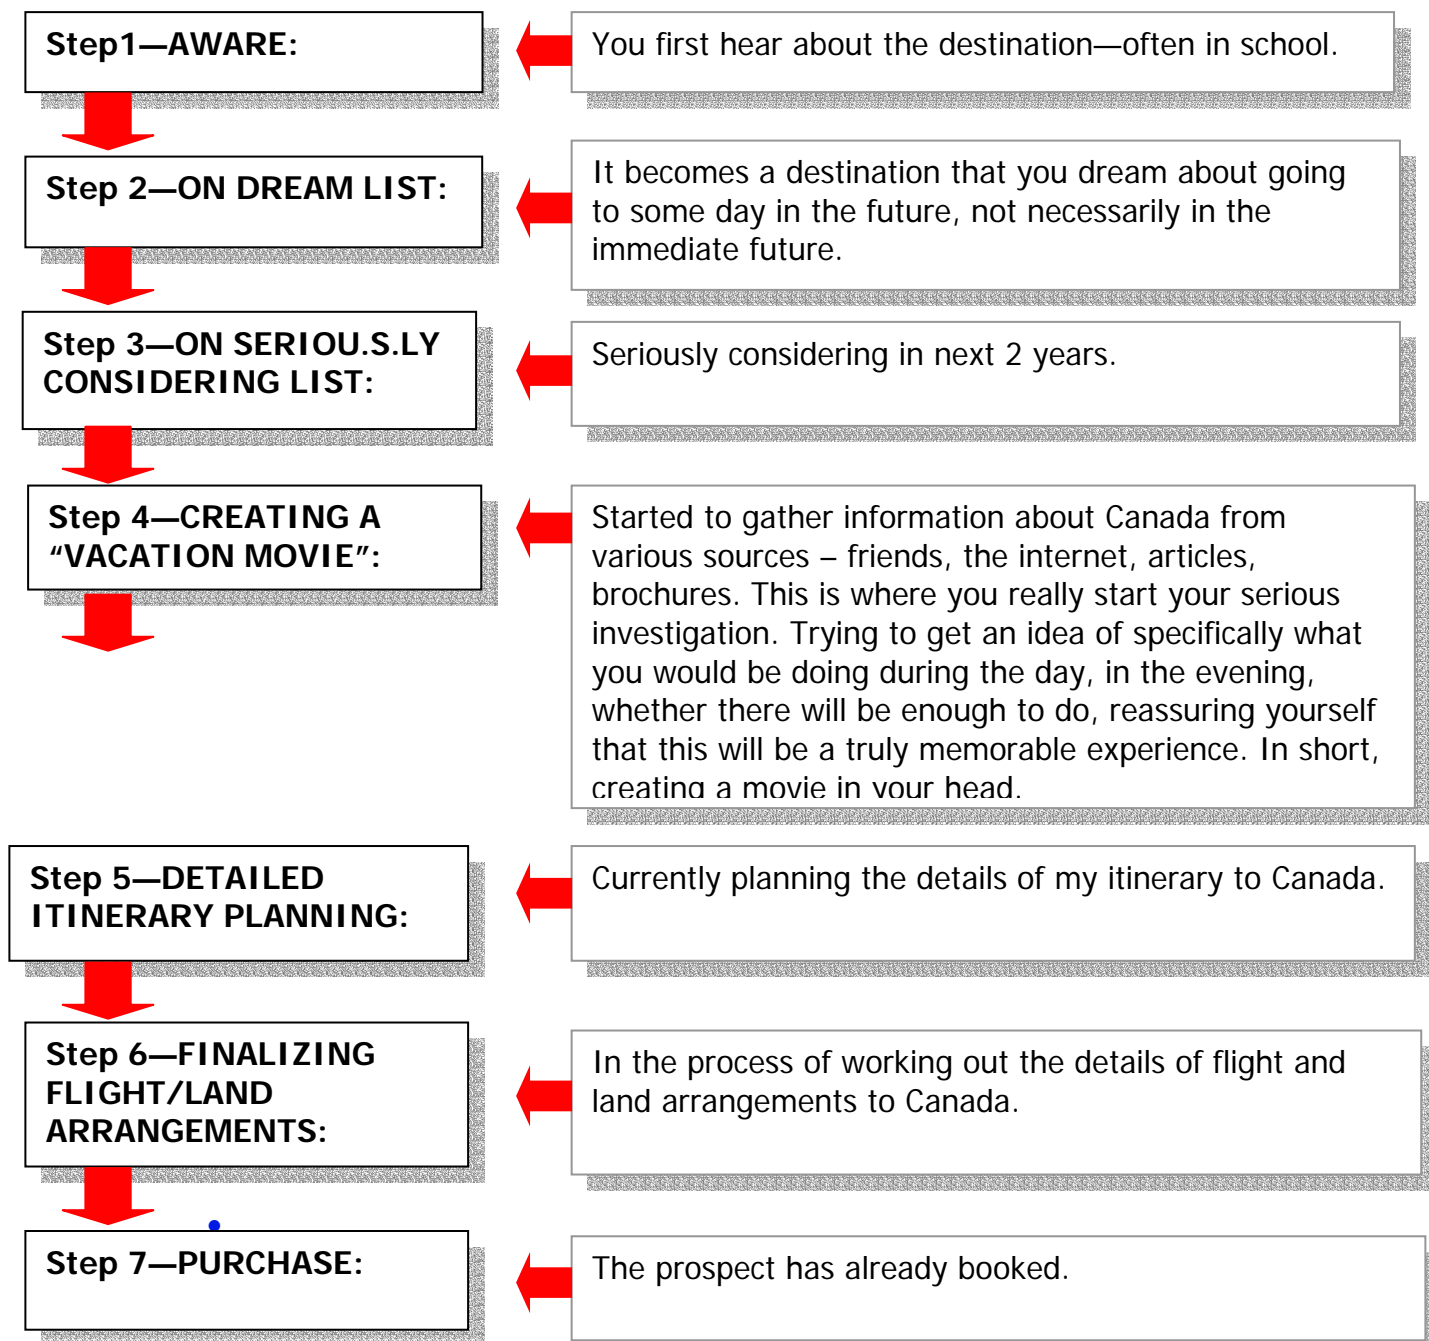 Step1—AWARE:
You first hear about the destination—often in school.
Step 2—ON DREAM LIST:
It becomes a destination that you dream about going
to some day in the future, not necessarily in the
immediate future.
Step 3—ON SERIOU.S.LY
CONSIDERING LIST:
Seriously considering in next 2 years.
Step 4—CREATING A
“VACATION MOVIE”:
Started to gather information about Canada from
various sources – friends, the internet, articles,
brochures. This is where you really start your serious
investigation. Trying to get an idea of specifically what
you would be doing during the day, in the evening,
whether there will be enough to do, reassuring yourself
that this will be a truly memorable experience. In short,
creating a movie in your head.
Step 5—DETAILED
ITINERARY PLANNING:
Currently planning the details of my itinerary to Canada.
Step 6—FINALIZING
FLIGHT/LAND
ARRANGEMENTS:
In the process of working out the details of flight and
land arrangements to Canada.
Step 7—PURCHASE:
The prospect has already booked.